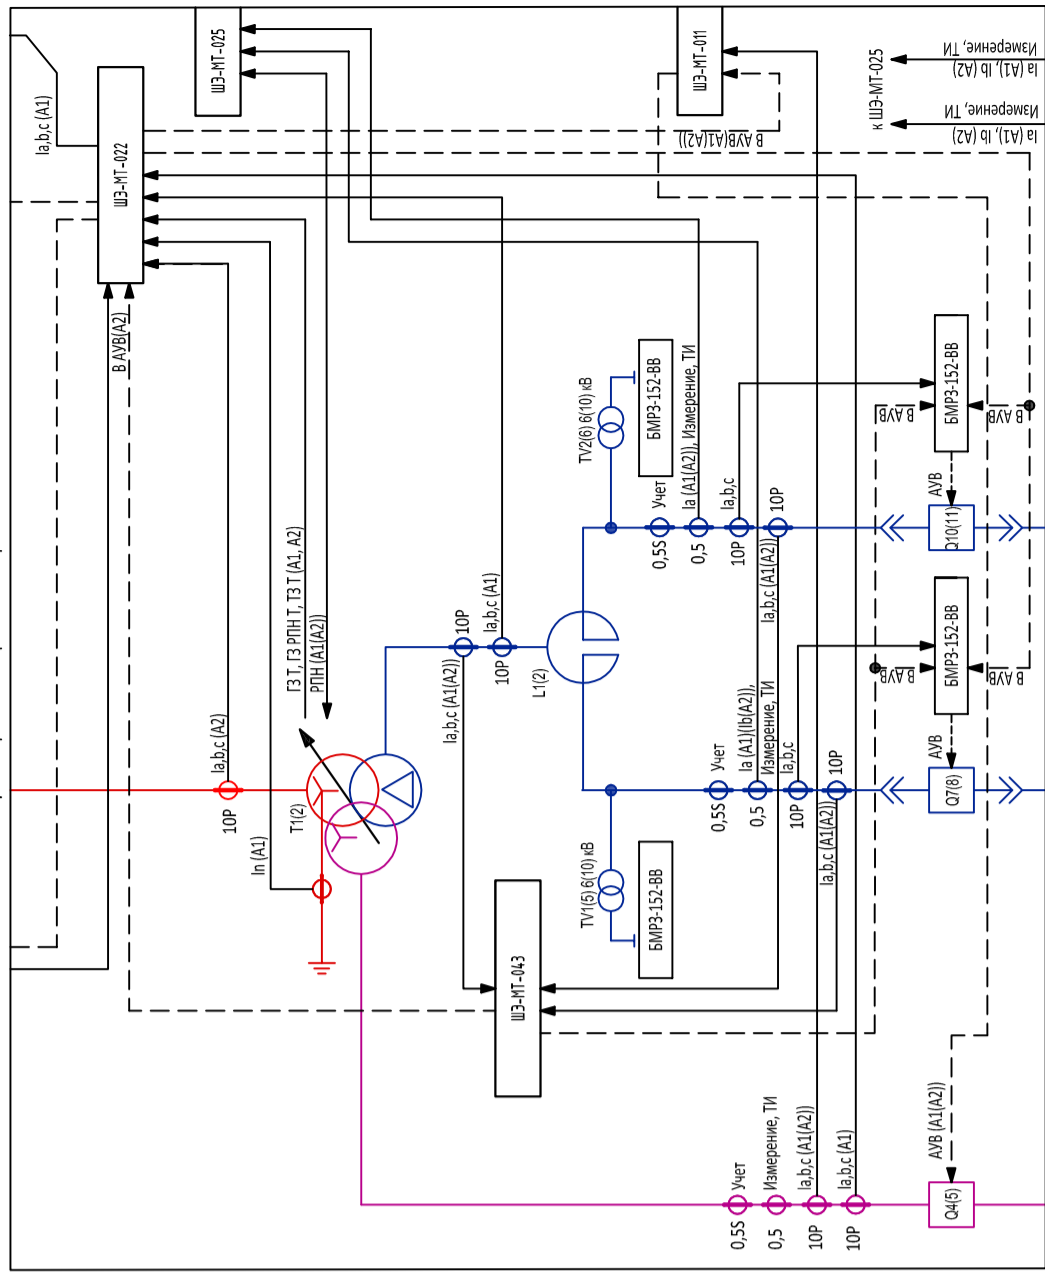 Ia,b,c (A1)
ШЭ-МТ-022
ШЭ-МТ-025
ШЭ-МТ-011
к ШЭ-МТ-025
Измерение, ТИ
Ia (A1), Ib (A2)
Измерение, ТИ
Ia (A1), Ib (A2)
В АУВ(А1(А2))
В АУВ(А2)
ГЗ Т, ГЗ РПН Т, ТЗ Т (А1, А2)
РПН (А1(А2))
Ia,b,c (A2)
10Р
In (A1)
Т1(2)
10Р
Ia,b,c (A1(A2))
Ia,b,c (A1)
10Р
L1(2)
TV2(6) 6(10) кВ
БМРЗ-152-ВВ
Учет
0,5S
Ia (A1(A2)), Измерение, ТИ
0,5
Ia,b,c
10Р
10Р
Ia,b,c (A1(A2))
В АУВ
БМРЗ-152-ВВ
В АУВ
АУВ
Q10(11)
TV1(5) 6(10) кВ
БМРЗ-152-ВВ
Учет
0,5S
Ia (A1)(Ib(A2)),
Измерение, ТИ
0,5
Ia,b,c
10Р
10Р
Ia,b,c (A1(A2))
В АУВ
БМРЗ-152-ВВ
В АУВ
АУВ
Q7(8)
ШЭ-МТ-043
Учет
0,5S
Измерение, ТИ
0,5
Ia,b,c (A1(A2))
10Р
Ia,b,c (A1)
10Р
АУВ (А1(А2))
Q4(5)